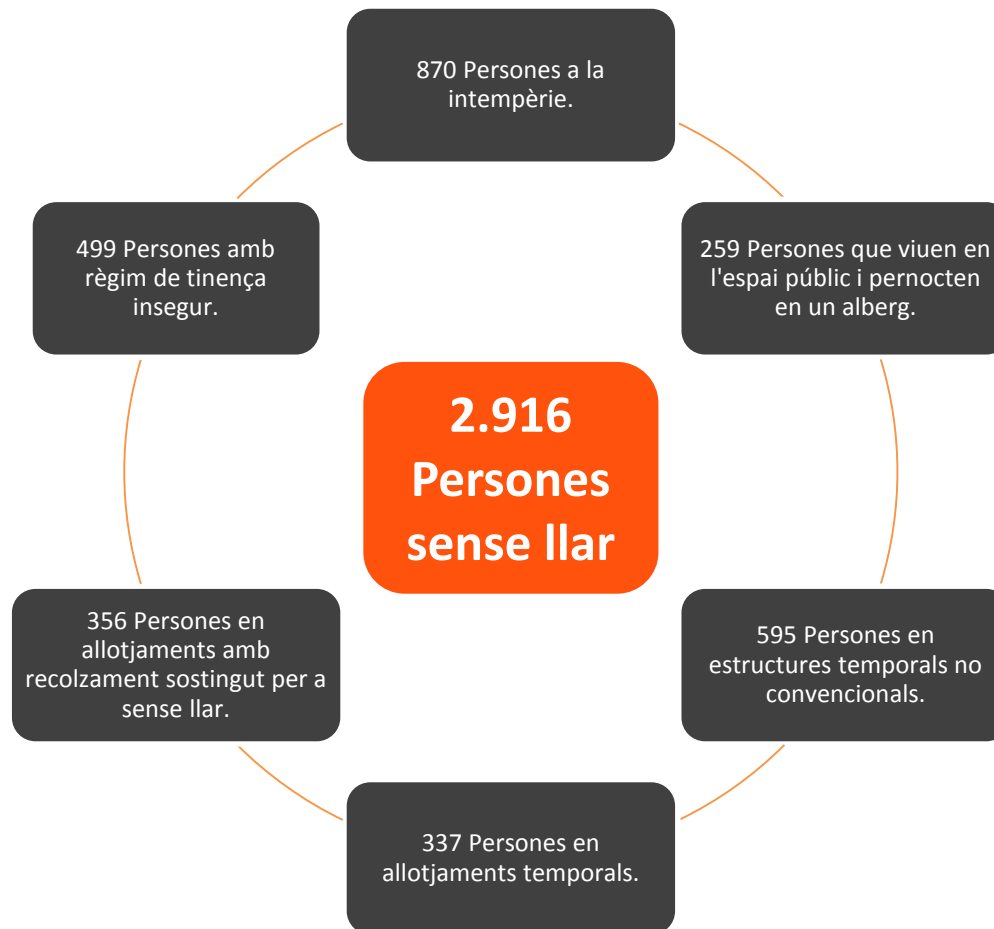 870 Persones a la
intempèrie.
499 Persones amb
règim de tinença
insegur.
259 Persones que viuen en
l'espai públic i pernocten
en un alberg.
2.916
Persones
sense llar
356 Persones en
allotjaments amb
recolzament sostingut per a
sense llar.
595 Persones en
estructures temporals no
convencionals.
337 Persones en
allotjaments temporals.